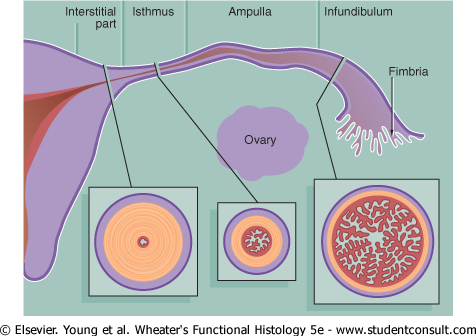 Interstitial
part
Isthmus
Ampulla
Infundibulum
Fimbria
Ovary
© Elsevier. Young et al. Wheater's Functional Histology 5e - www.studentconsult.com